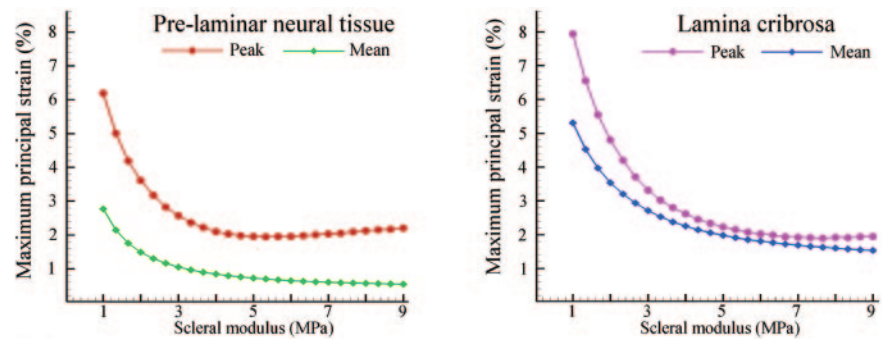 Pre-laminar neural tissue
Peak Mean
Maximum principal strain (%)
8
7
6
5
4
3
2
1
1 3 5 7 9
Scleral modulus (MPa)
Lamina cribrosa
Peak Mean
Maximum principal strain (%)
8
7
6
5
4
3
2
1
1 3 5 7 9
Scleral modulus (MPa)